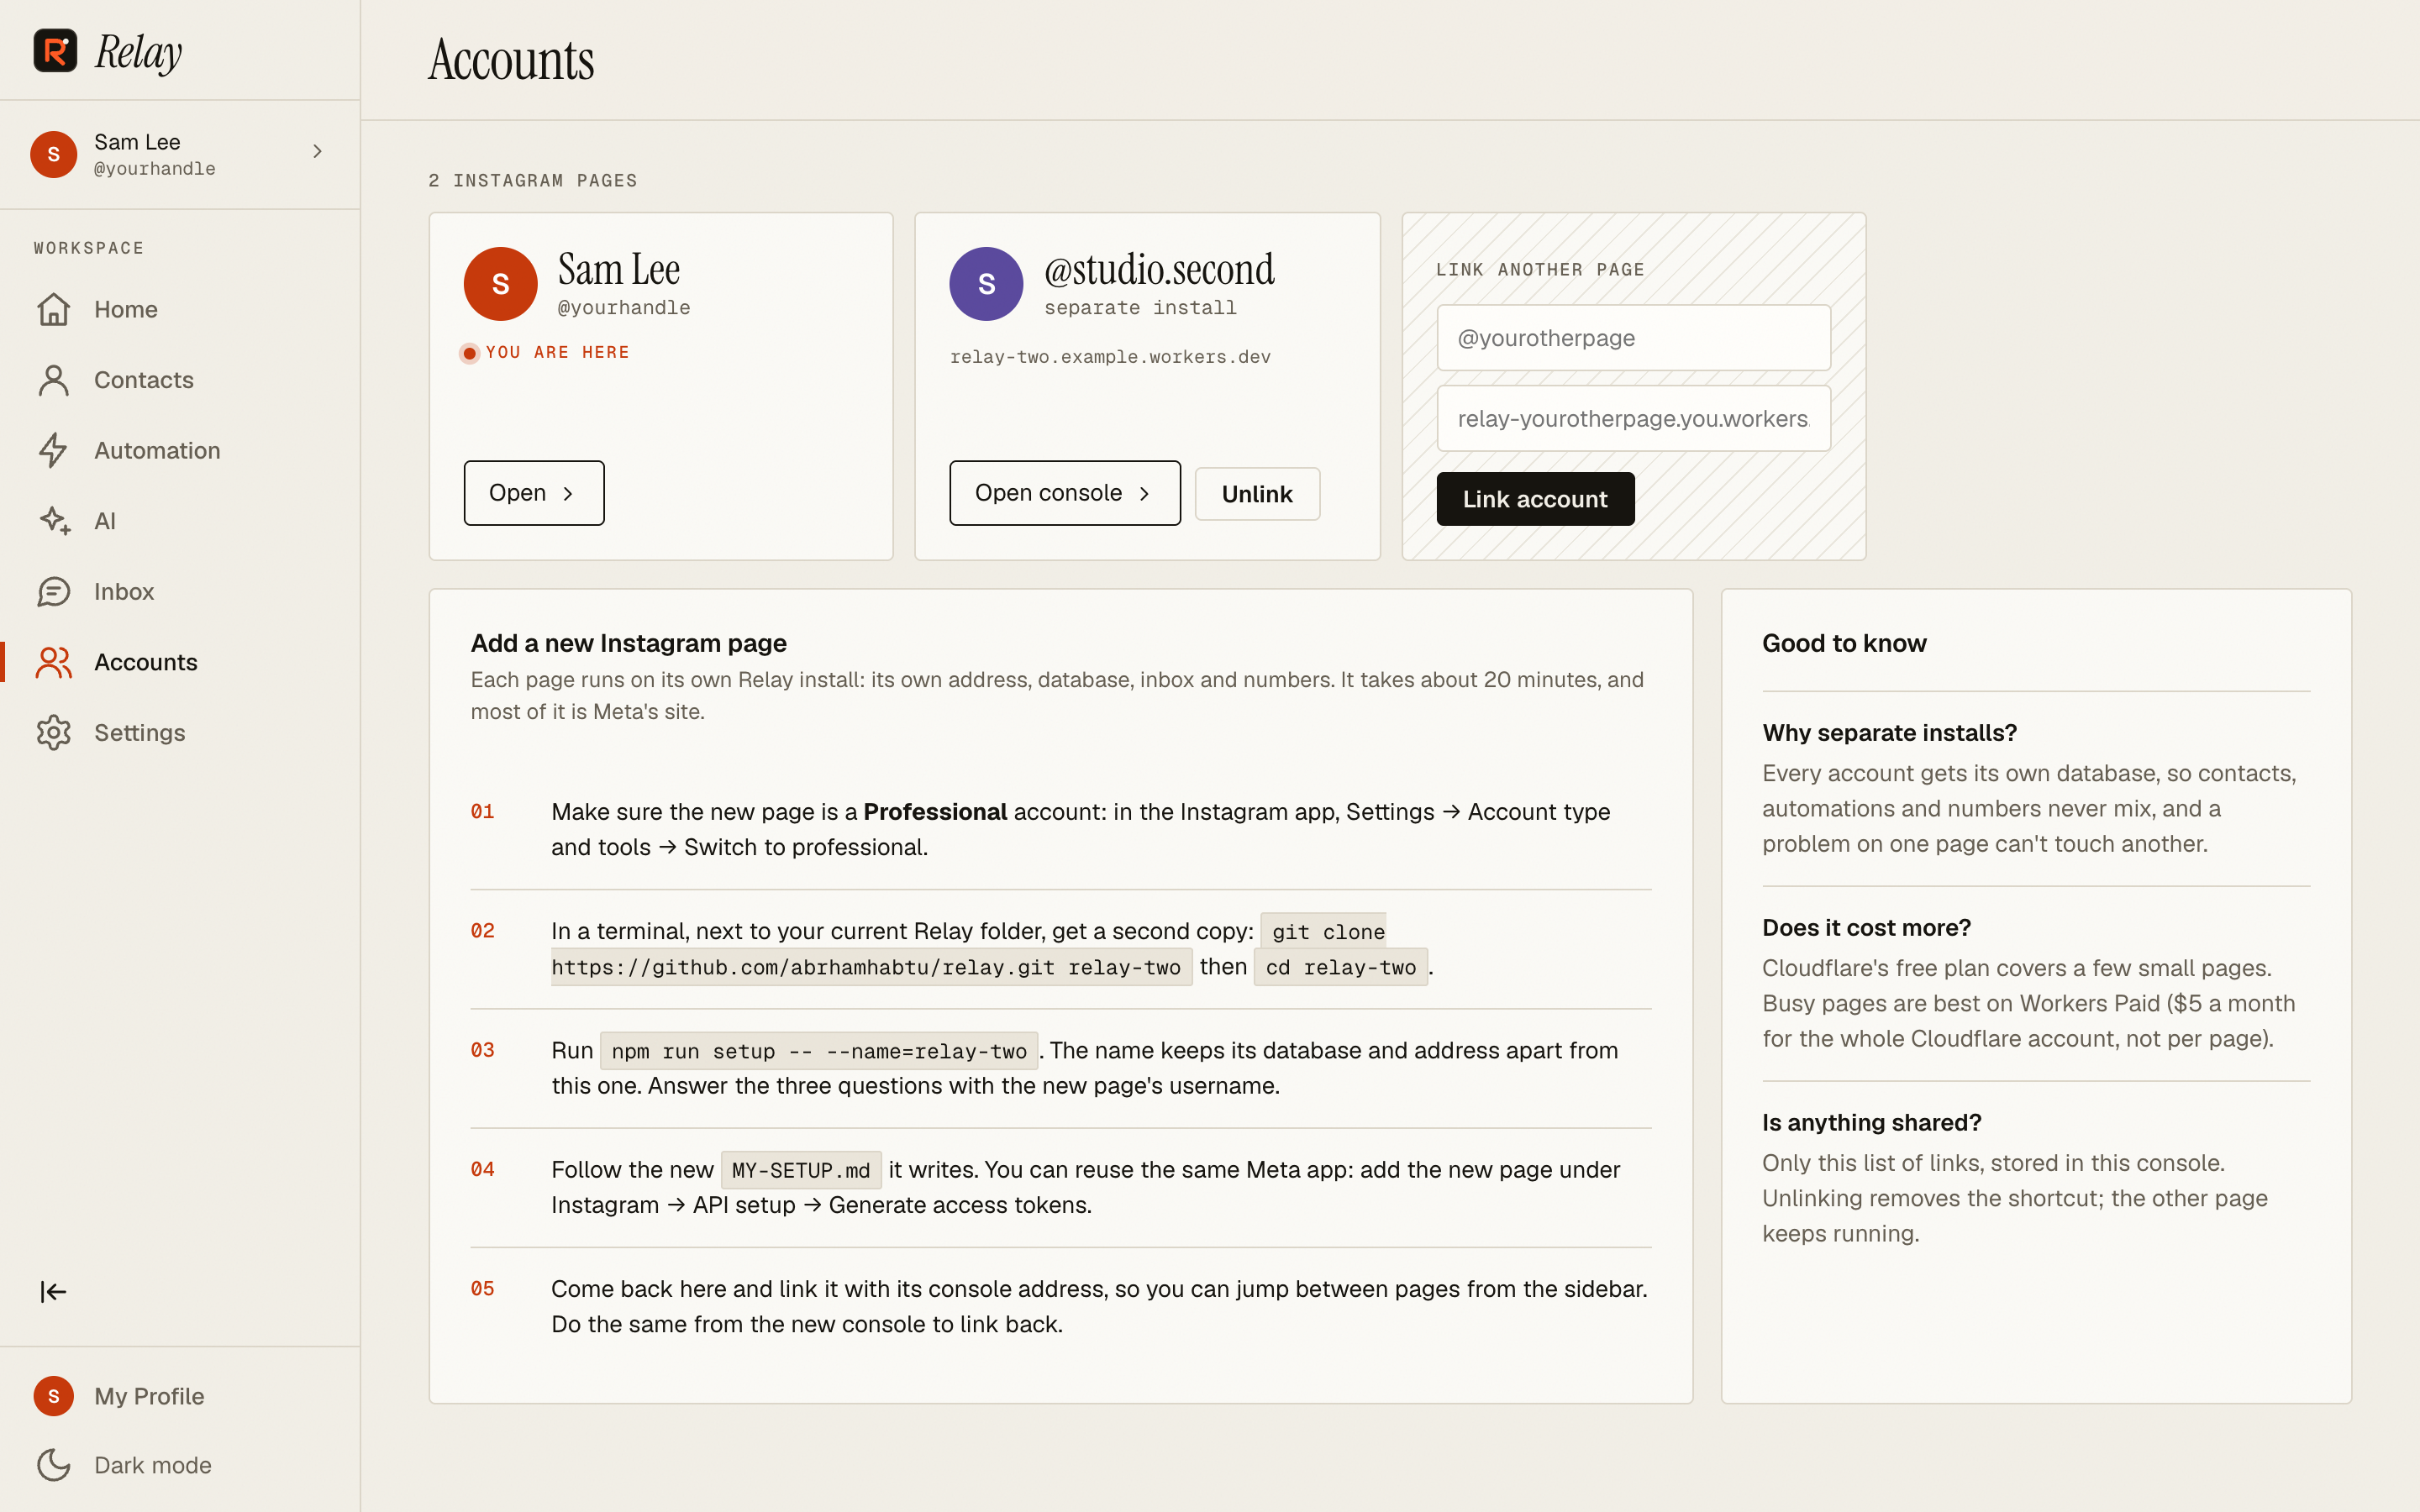 Relay
S
Sam Lee
@yourhandle
WORKSPACE
Home
Contacts
Automation
AI
Inbox
Accounts
Settings
S
My Profile
Dark mode
Accounts
2 INSTAGRAM PAGES
S
Sam Lee
@yourhandle
YOU ARE HERE
Open
S
@studio.second
separate install
relay-two.example.workers.dev
Open console
Unlink
LINK ANOTHER PAGE
@yourotherpage
relay-yourotherpage.you.workers.
Link account
Add a new Instagram page
Each page runs on its own Relay install: its own address, database, inbox and numbers. It takes about 20 minutes, and
most of it is Meta's site.
01
Make sure the new page is a Professional account: in the Instagram app, Settings → Account type
and tools → Switch to professional.
02
In a terminal, next to your current Relay folder, get a second copy: git clone
https://github.com/abrhamhabtu/relay.git relay-two then cd relay-two.
03
Run npm run setup -- --name=relay-two. The name keeps its database and address apart from
this one. Answer the three questions with the new page's username.
04
Follow the new MY-SETUP.md it writes. You can reuse the same Meta app: add the new page under
Instagram → API setup → Generate access tokens.
05
Come back here and link it with its console address, so you can jump between pages from the sidebar.
Do the same from the new console to link back.
Good to know
Why separate installs?
Every account gets its own database, so contacts,
automations and numbers never mix, and a
problem on one page can't touch another.
Does it cost more?
Cloudflare's free plan covers a few small pages.
Busy pages are best on Workers Paid ($5 a month
for the whole Cloudflare account, not per page).
Is anything shared?
Only this list of links, stored in this console.
Unlinking removes the shortcut; the other page
keeps running.